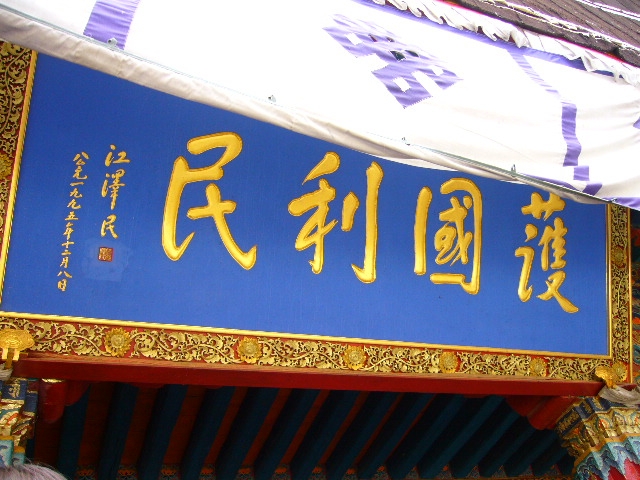 護國利民
江澤民
公元一九九五年十二月八日